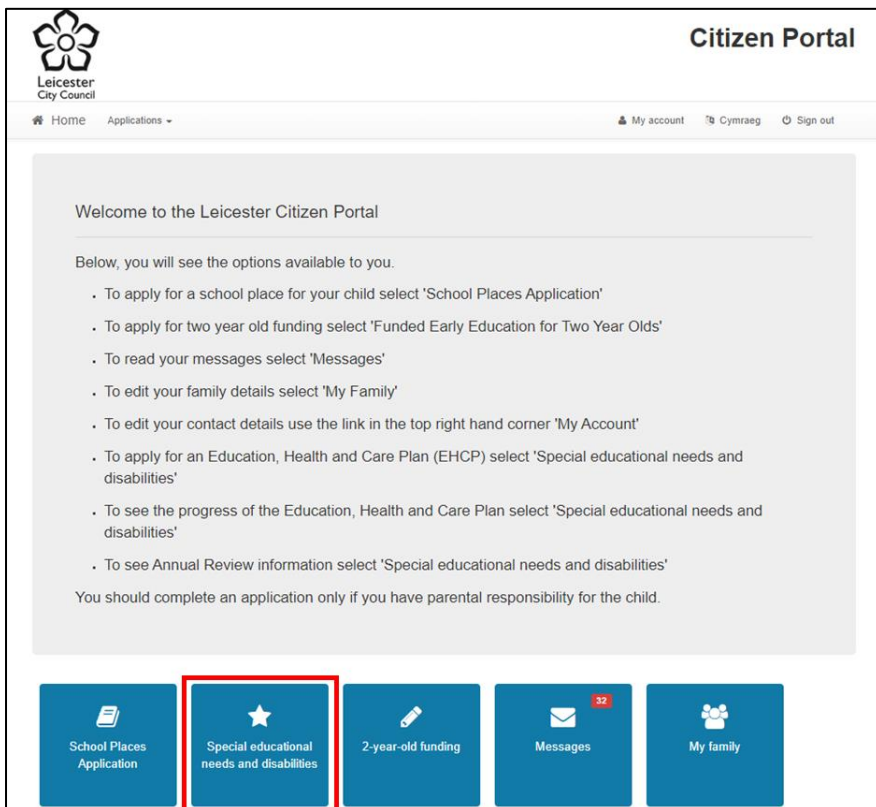 Citizen Portal
Leicester
City Council
Home Applications My account Cymraeg Sign out
Welcome to the Leicester Citizen Portal
Below, you will see the options available to you.
• To apply for a school place for your child select 'School Places Application'
• To apply for two year old funding select 'Funded Early Education for Two Year Olds'
• To read your messages select 'Messages'
• To edit your family details select 'My Family'
• To edit your contact details use the link in the top right hand corner 'My Account'
• To apply for an Education, Health and Care Plan (EHCP) select 'Special educational needs and
disabilities'
• To see the progress of the Education, Health and Care Plan select 'Special educational needs and
disabilities'
• To see Annual Review information select 'Special educational needs and disabilities'
You should complete an application only if you have parental responsibility for the child.
School Places
Application
Special educational
needs and disabilities
2-year-old funding
32
Messages
My family